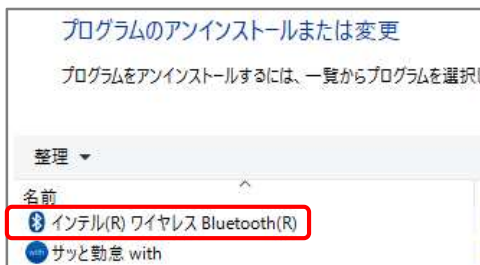 プログラムのアンインストールまたは変更
プログラムをアンインストールするには、一覧からプログラムを選択
整理
名前
インテル(R) ワイヤレス Bluetooth(R)
with サッと勤怠 with